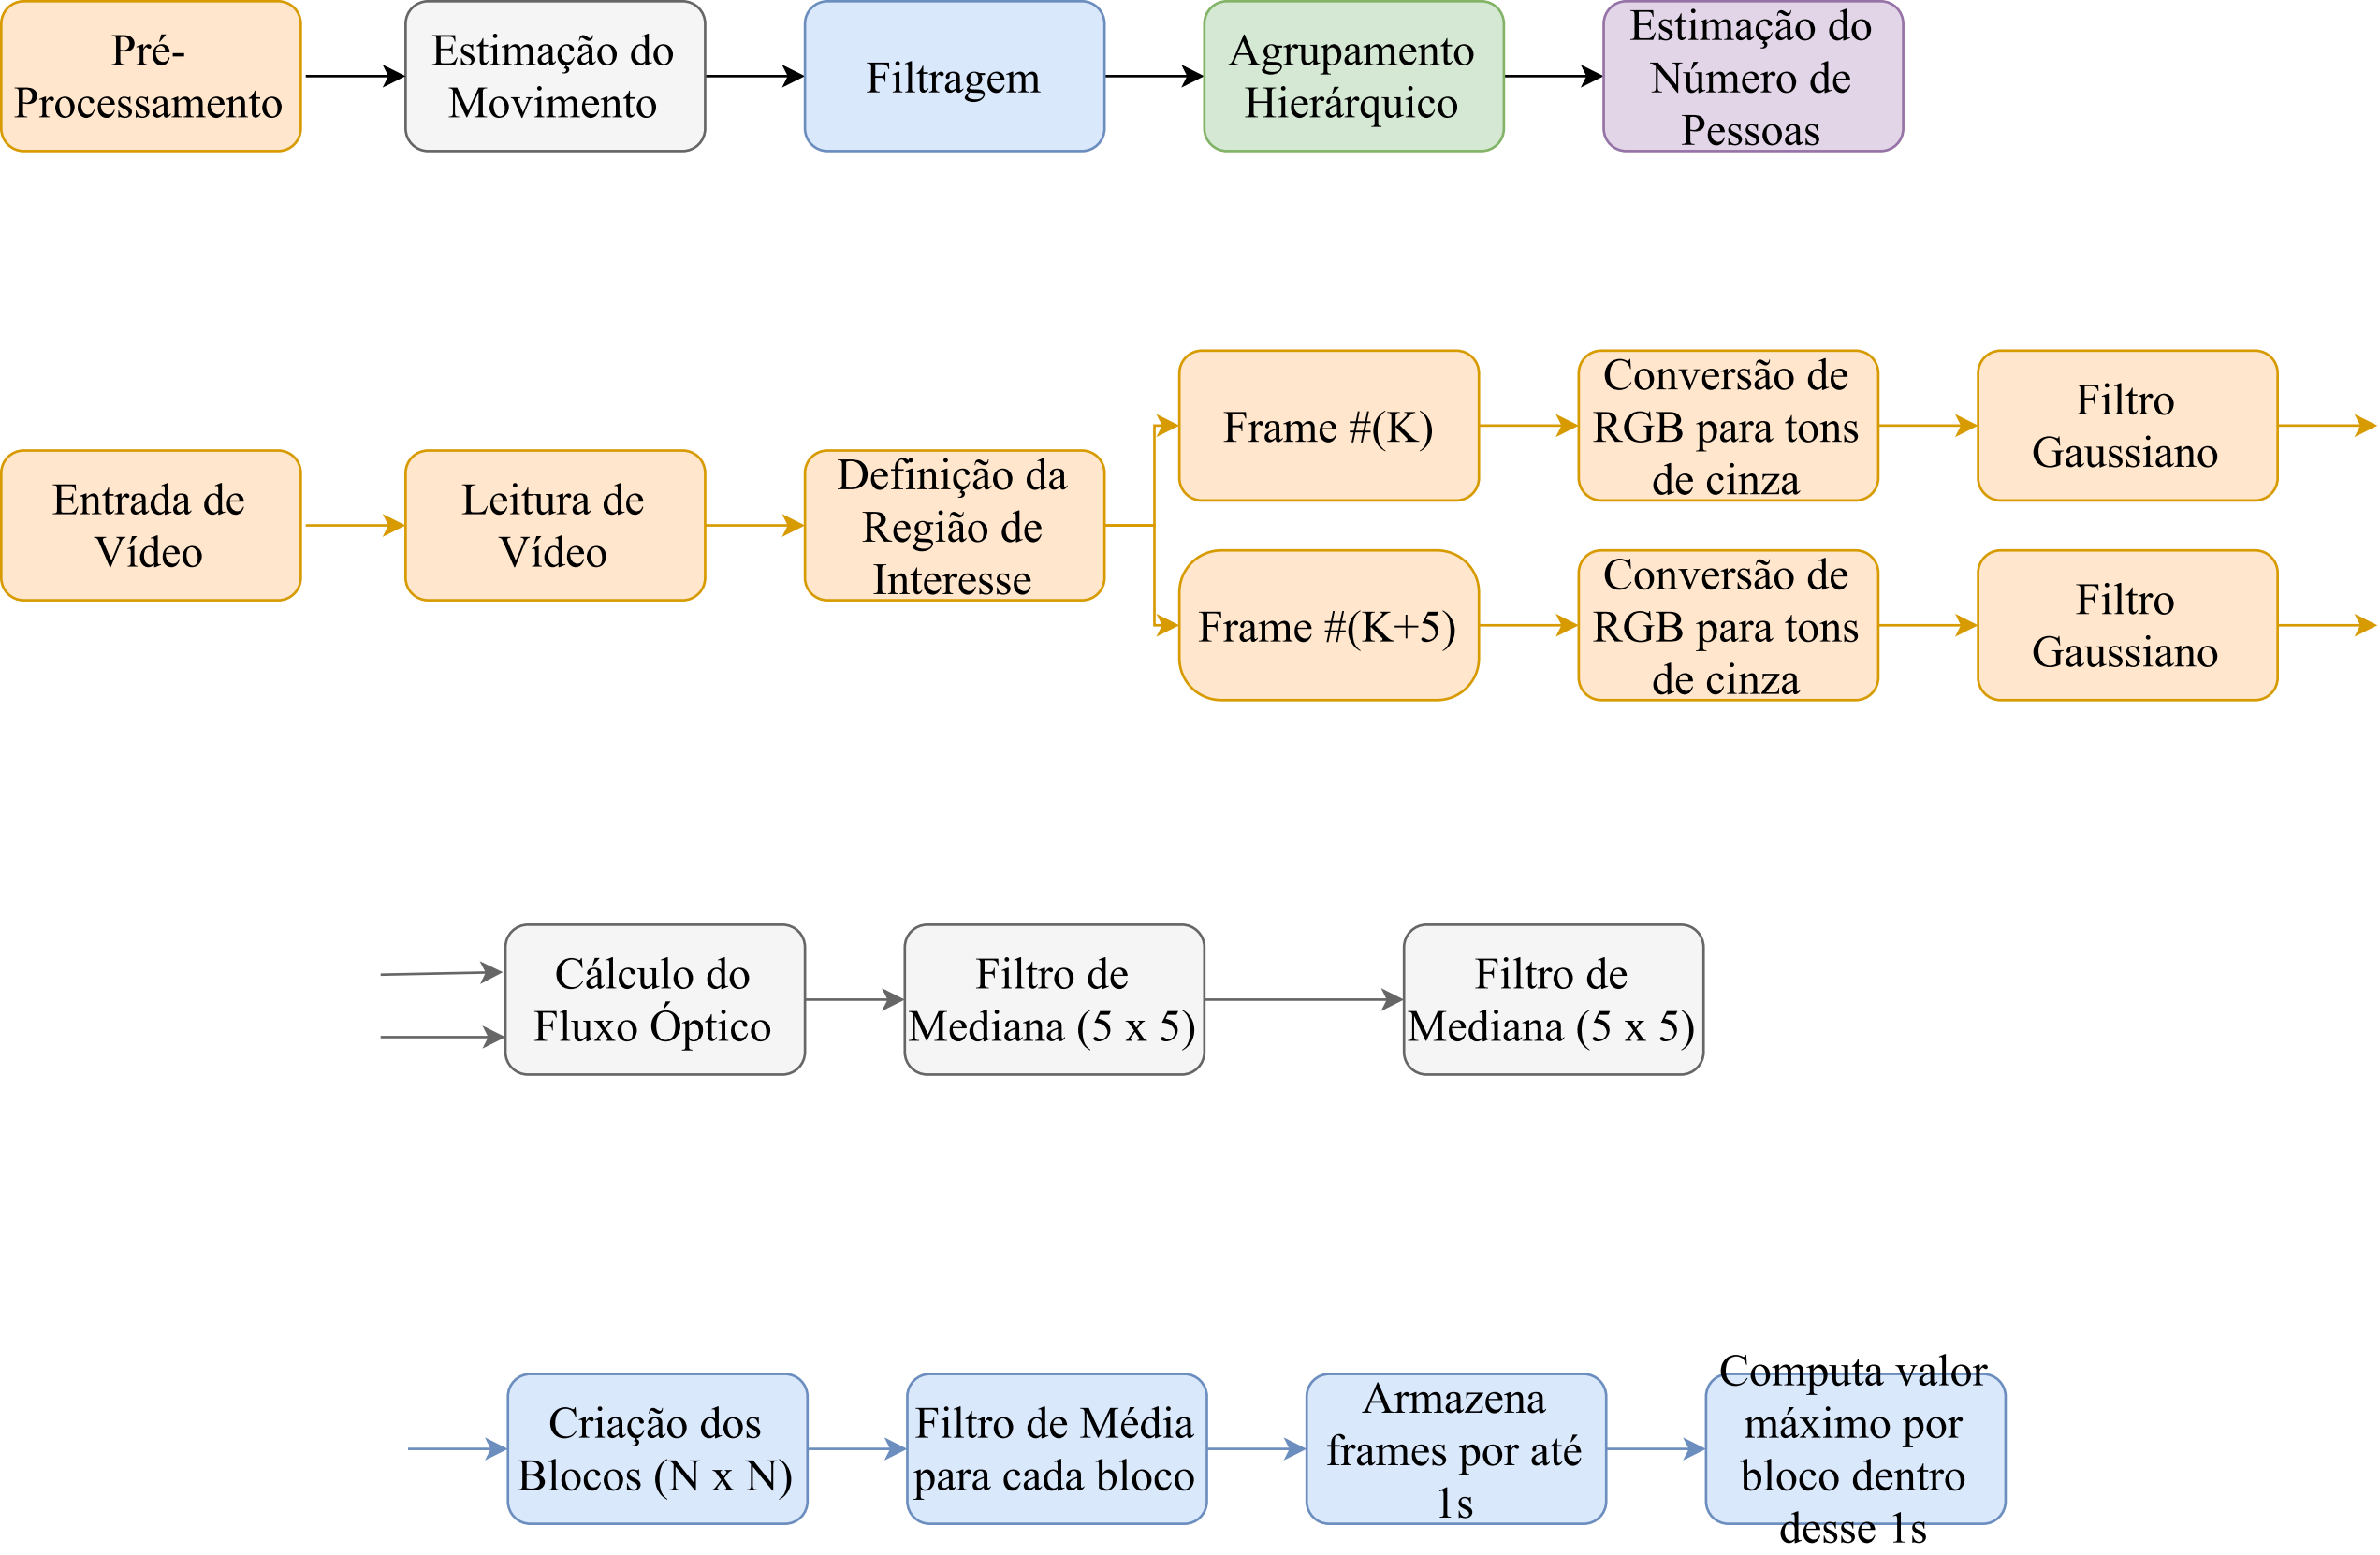 Pré-
Processamento
Estimação do
Movimento
Filtragem
Agrupamento
Hierárquico
Estimação do
Número de
Pessoas
Entrada de
Vídeo
Leitura de
Vídeo
Definição da
Região de
Interesse
Frame #(K)
Conversão de
RGB para tons
de cinza
Filtro
Gaussiano
Frame #(K+5)
Conversão de
RGB para tons
de cinza
Filtro
Gaussiano
Cálculo do
Fluxo Óptico
Filtro de
Mediana (5 x 5)
Filtro de
Mediana (5 x 5)
Criação dos
Blocos (N x N)
Filtro de Média
para cada bloco
Armazena
frames por até
1s
Computa valor
máximo por
bloco dentro
desse 1s